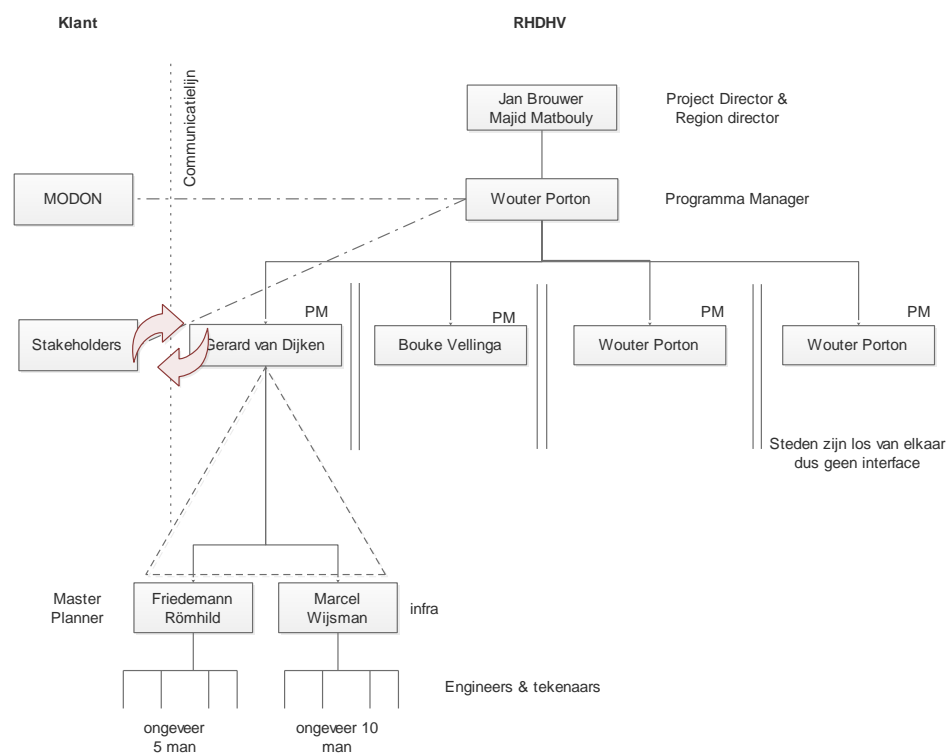 Klant
RHDHV
Communicatielijn
Jan Brouwer
Majid Matbouly
Project Director &
Region director
MODON
Wouter Porton
Programma Manager
PM
PM
PM
PM
Stakeholders
Gerard van Dijken
Bouke Vellinga
Wouter Porton
Wouter Porton
Steden zijn los van elkaar
dus geen interface
Master
Planner
Friedemann
Römhild
Marcel
Wijsman
infra
Engineers & tekenaars
ongeveer
5 man
ongeveer 10
man